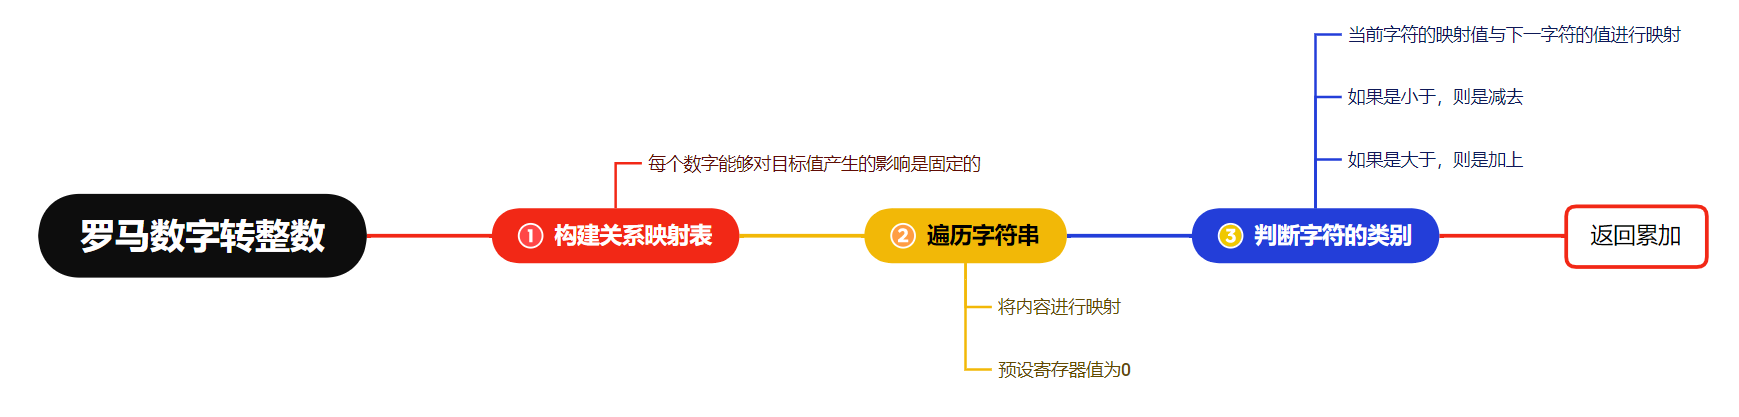 罗马数字转整数
① 构建关系映射表
每个数字能够对目标值产生的影响是固定的
② 遍历字符串
将内容进行映射
预设寄存器值为0
③ 判断字符的类别
当前字符的映射值与下一字符的值进行映射
如果是小于，则是减去
如果是大于，则是加上
返回累加